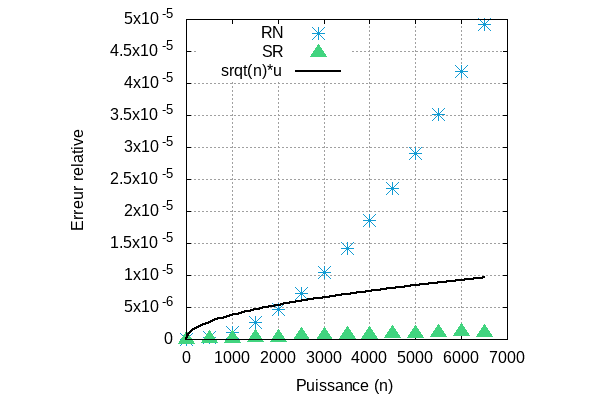 5x10 -5
4.5x10 -5
4x10 -5
3.5x10 -5
3x10 -5
2.5x10 -5
2x10 -5
1.5x10 -5
1x10 -5
5x10 -6
0
Erreur relative
RN
SR
srqt(n)*u
0 1000 2000 3000 4000 5000 6000 7000
Puissance (n)